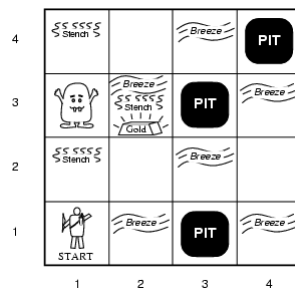 4
Stench
Breeze
PIT
3
Breeze
Stench
Gold
PIT
Breeze
2
Stench
Breeze
1
START
Breeze
PIT
Breeze
1 2 3 4